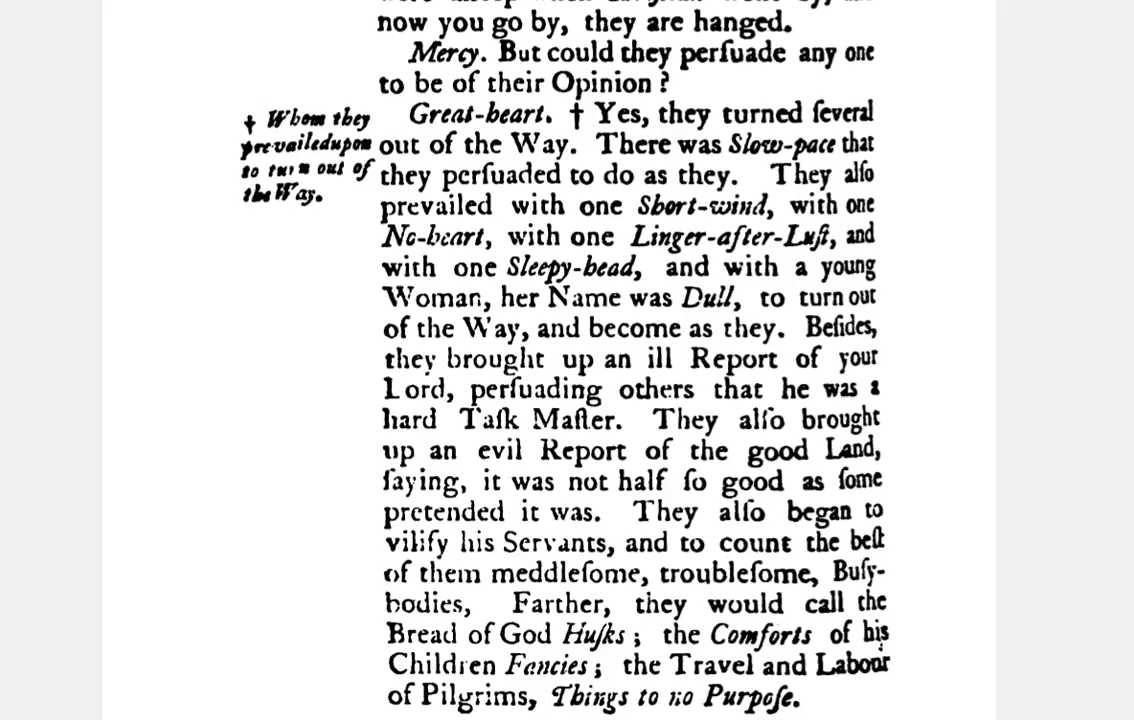 now you go by, they are hanged.
Mercy. But could they perſuade any one
to be of their Opinion?
Great-heart. † Yes, they turned ſeveral
out of the Way. There was Slow-pace that
they perſuaded to do as they. They alſo
prevailed with one Short-wind, with one
No-heart, with one Linger-after-Luſt, and
with one Sleepy-head, and with a young
Woman, her Name was Dull, to turn out
of the Way, and become as they. Beſides,
they brought up an ill Report of your
Lord, perſuading others that he was a
hard Taſk Maſter. They alſo brought
up an evil Report of the good Land,
ſaying, it was not half ſo good as ſome
pretended it was. They alſo began to
vilify his Servants, and to count the beſt
of them meddleſome, troubleſome, Buſy-
bodies, Farther, they would call the
Bread of God Huſks; the Comforts of his
Children Fancies; the Travel and Labour
of Pilgrims, Things to no Purpoſe.
† Whom they
prevailed upon
to turn out of
the Way.